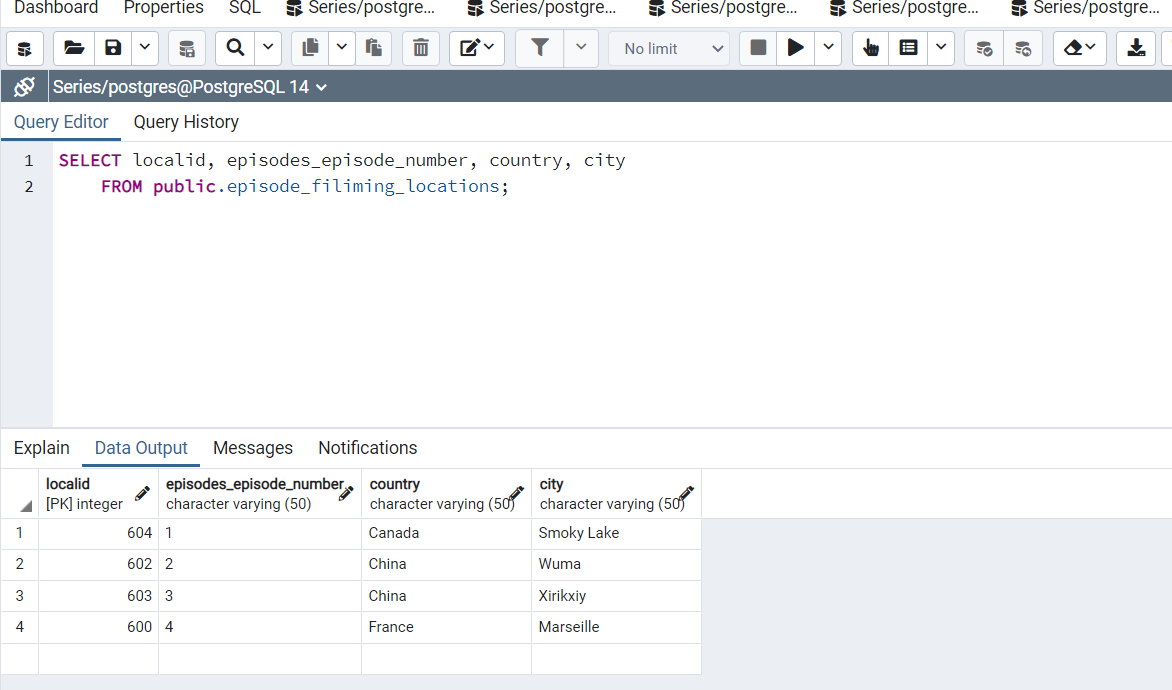 Dashboard Properties SQL Series/postgre... Series/postgre... Series/postgre... Series/postgre... Series/postgre...
No limit
Series/postgres@PostgreSQL 14
Query Editor Query History
1 SELECT localid, episodes_episode_number, country, city
2 FROM public.episode_filiming_locations;
Explain Data Output Messages Notifications
localid episodes_episode_number country city
[PK] integer character varying (50) character varying (50) character varying (50)
1 604 1 Canada Smoky Lake
2 602 2 China Wuma
3 603 3 China Xirikxiy
4 600 4 France Marseille